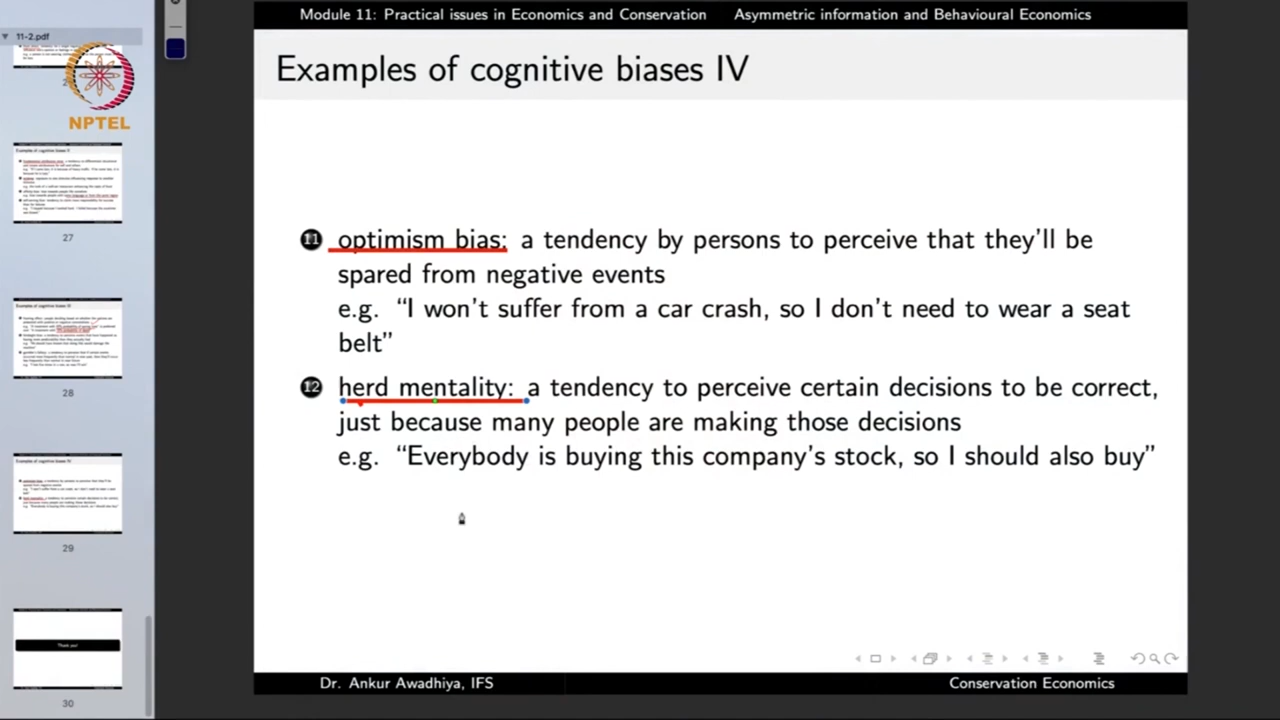 Module 11: Practical issues in Economics and Conservation Asymmetric information and Behavioural Economics
11-2.pdf
NPTEL
Examples of cognitive biases IV
11 optimism bias: a tendency by persons to perceive that they'll be
spared from negative events
e.g. "I won't suffer from a car crash, so I don't need to wear a seat
belt"
12 herd mentality: a tendency to perceive certain decisions to be correct,
just because many people are making those decisions
e.g. "Everybody is buying this company's stock, so I should also buy"
27
28
29
Thank you!
30
Dr. Ankur Awadhiya, IFS Conservation Economics